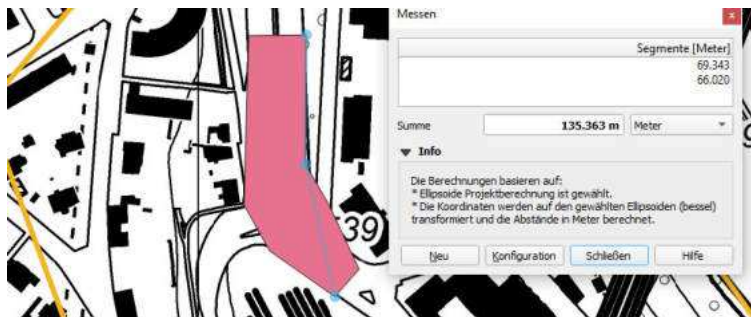 Messen
Segmente [Meter]
69.343
66.020
Summe
135.363 m
Meter
Info
Die Berechnungen basieren auf:
* Ellipsoide Projektberechnung ist gewählt.
* Die Koordinaten werden auf den gewählten Ellipsoiden (bessel)
transformiert und die Abstände in Meter berechnet.
Neu
Konfiguration
Schließen
Hilfe
39